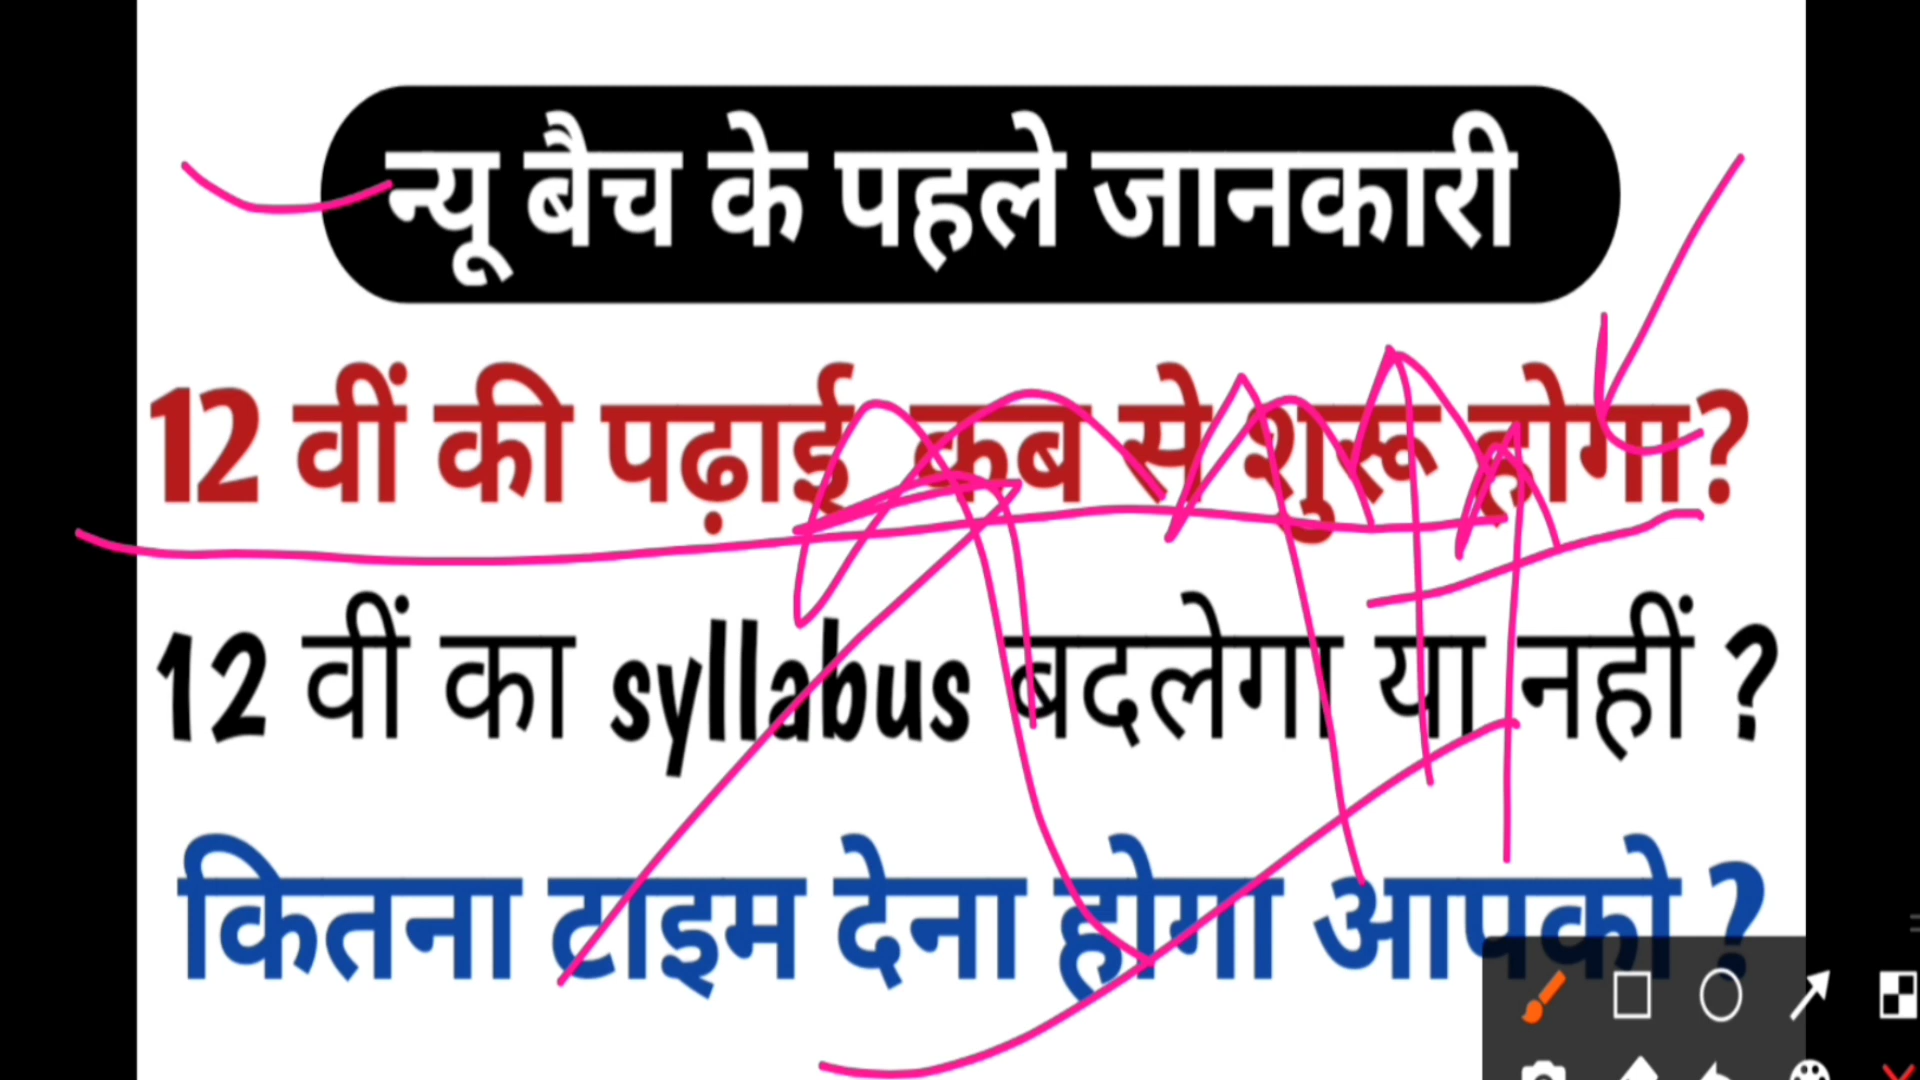 न्यू बैच के पहले जानकारी
12 वीं की पढ़ाई कब से शुरू होगा?
12 वीं का syllabus बदलेगा या नहीं ?
कितना टाइम देना होगा आपको ?